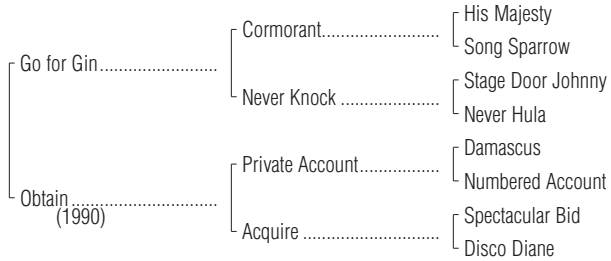 His Majesty
Cormorant
Song Sparrow
Go for Gin
Stage Door Johnny
Never Knock
Never Hula
Damascus
Private Account
Numbered Account
Obtain
(1990)
Spectacular Bid
Acquire
Disco Diane